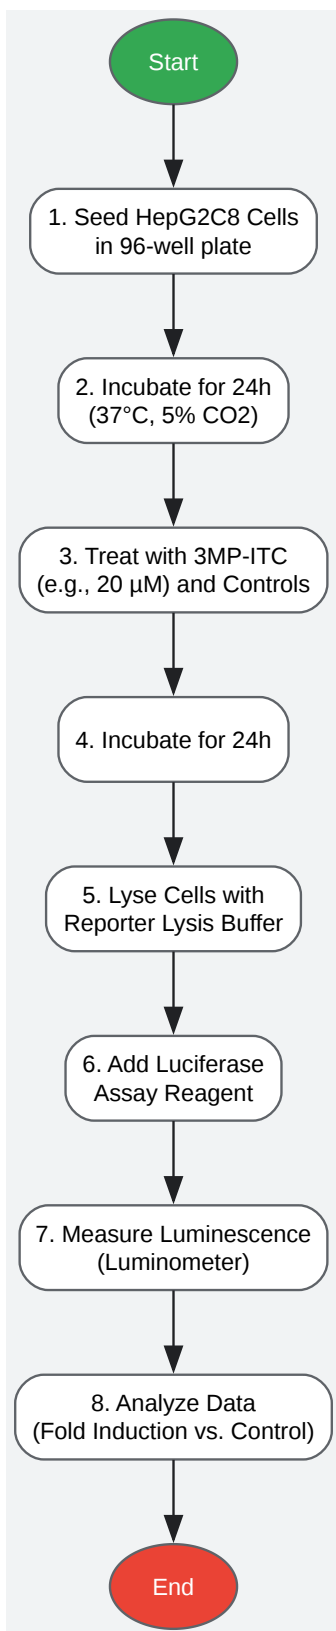 Start
1. Seed HepG2C8 Cells
in 96-well plate
2. Incubate for 24h
(37°C, 5% CO2)
3. Treat with 3MP-ITC
(e.g., 20 µM) and Controls
4. Incubate for 24h
5. Lyse Cells with
Reporter Lysis Buffer
6. Add Luciferase
Assay Reagent
7. Measure Luminescence
(Luminometer)
8. Analyze Data
(Fold Induction vs. Control)
End